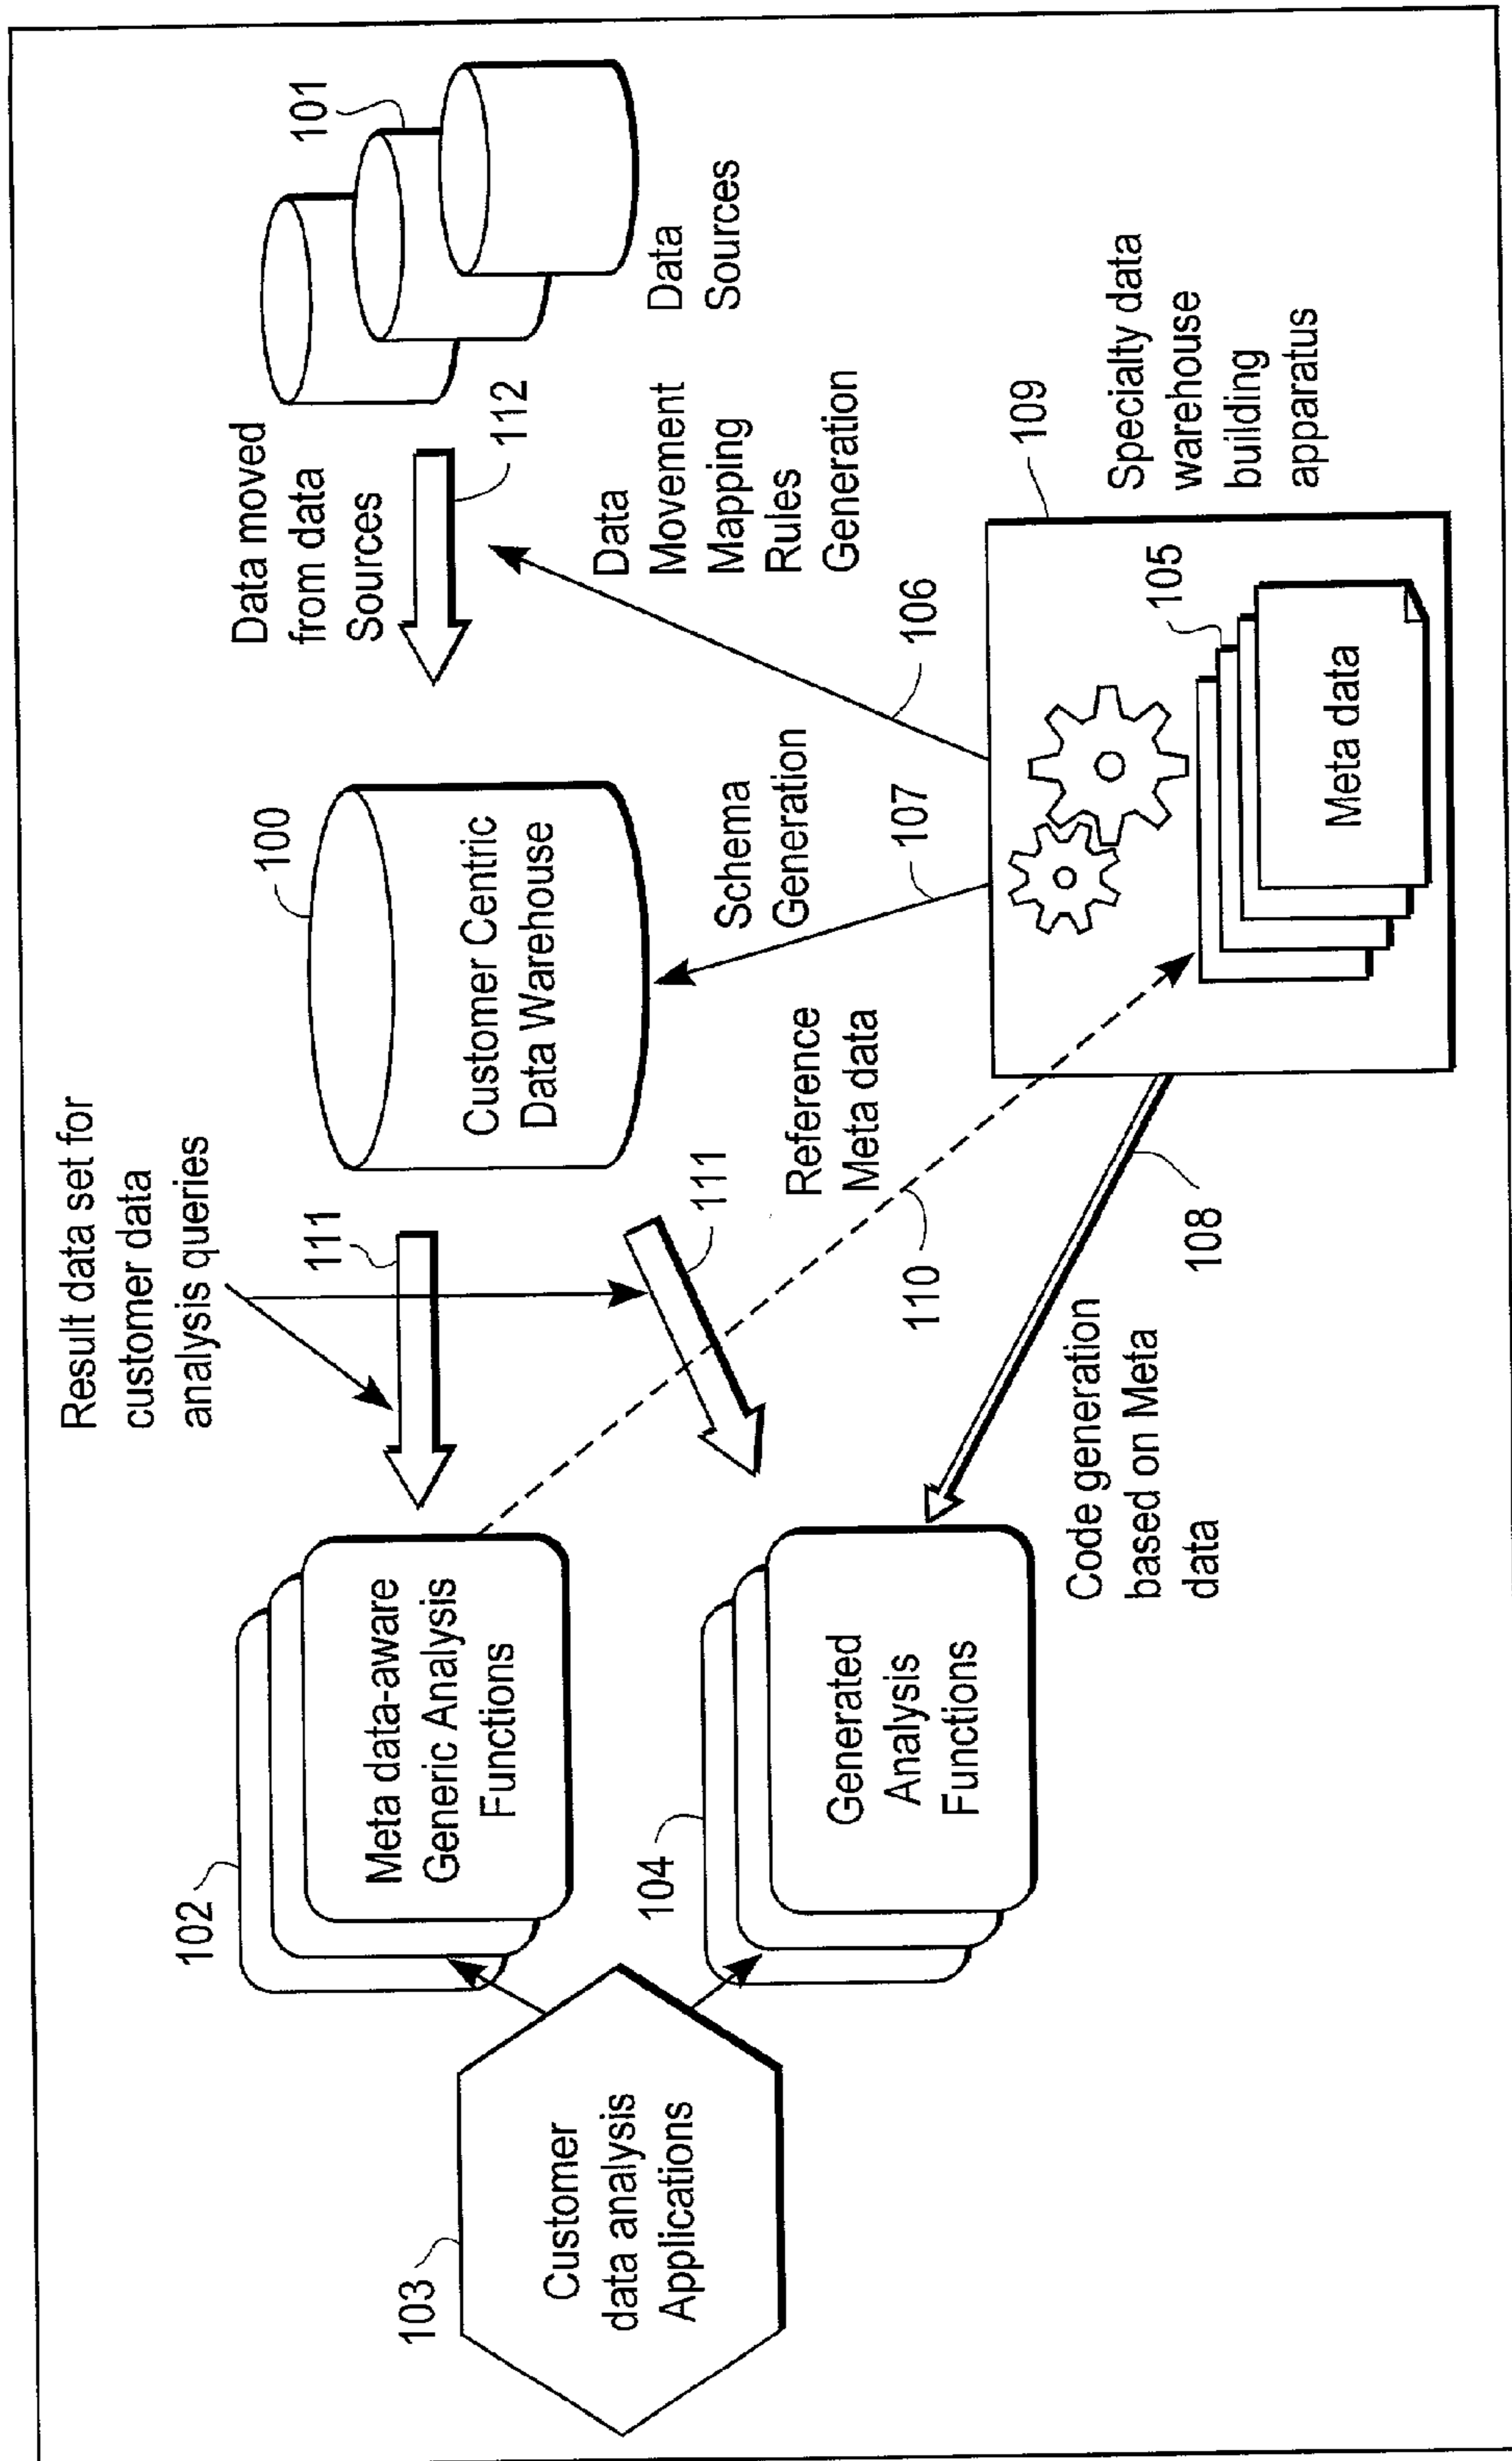 Result data set for
customer data
analysis queries
Data moved
from data
Sources
101
102
111
100
112
Meta data-aware
Generic Analysis
Functions
Customer Centric
Data Warehouse
Data
Sources
103
Customer
data analysis
Applications
104
111
Schema
Generation
Data
Movement
Mapping
Rules
Generation
Reference
Meta data
107
106
Generated
Analysis
Functions
110
109
Code generation
based on Meta
data
108
105
Meta data
Specialty data
warehouse
building
apparatus